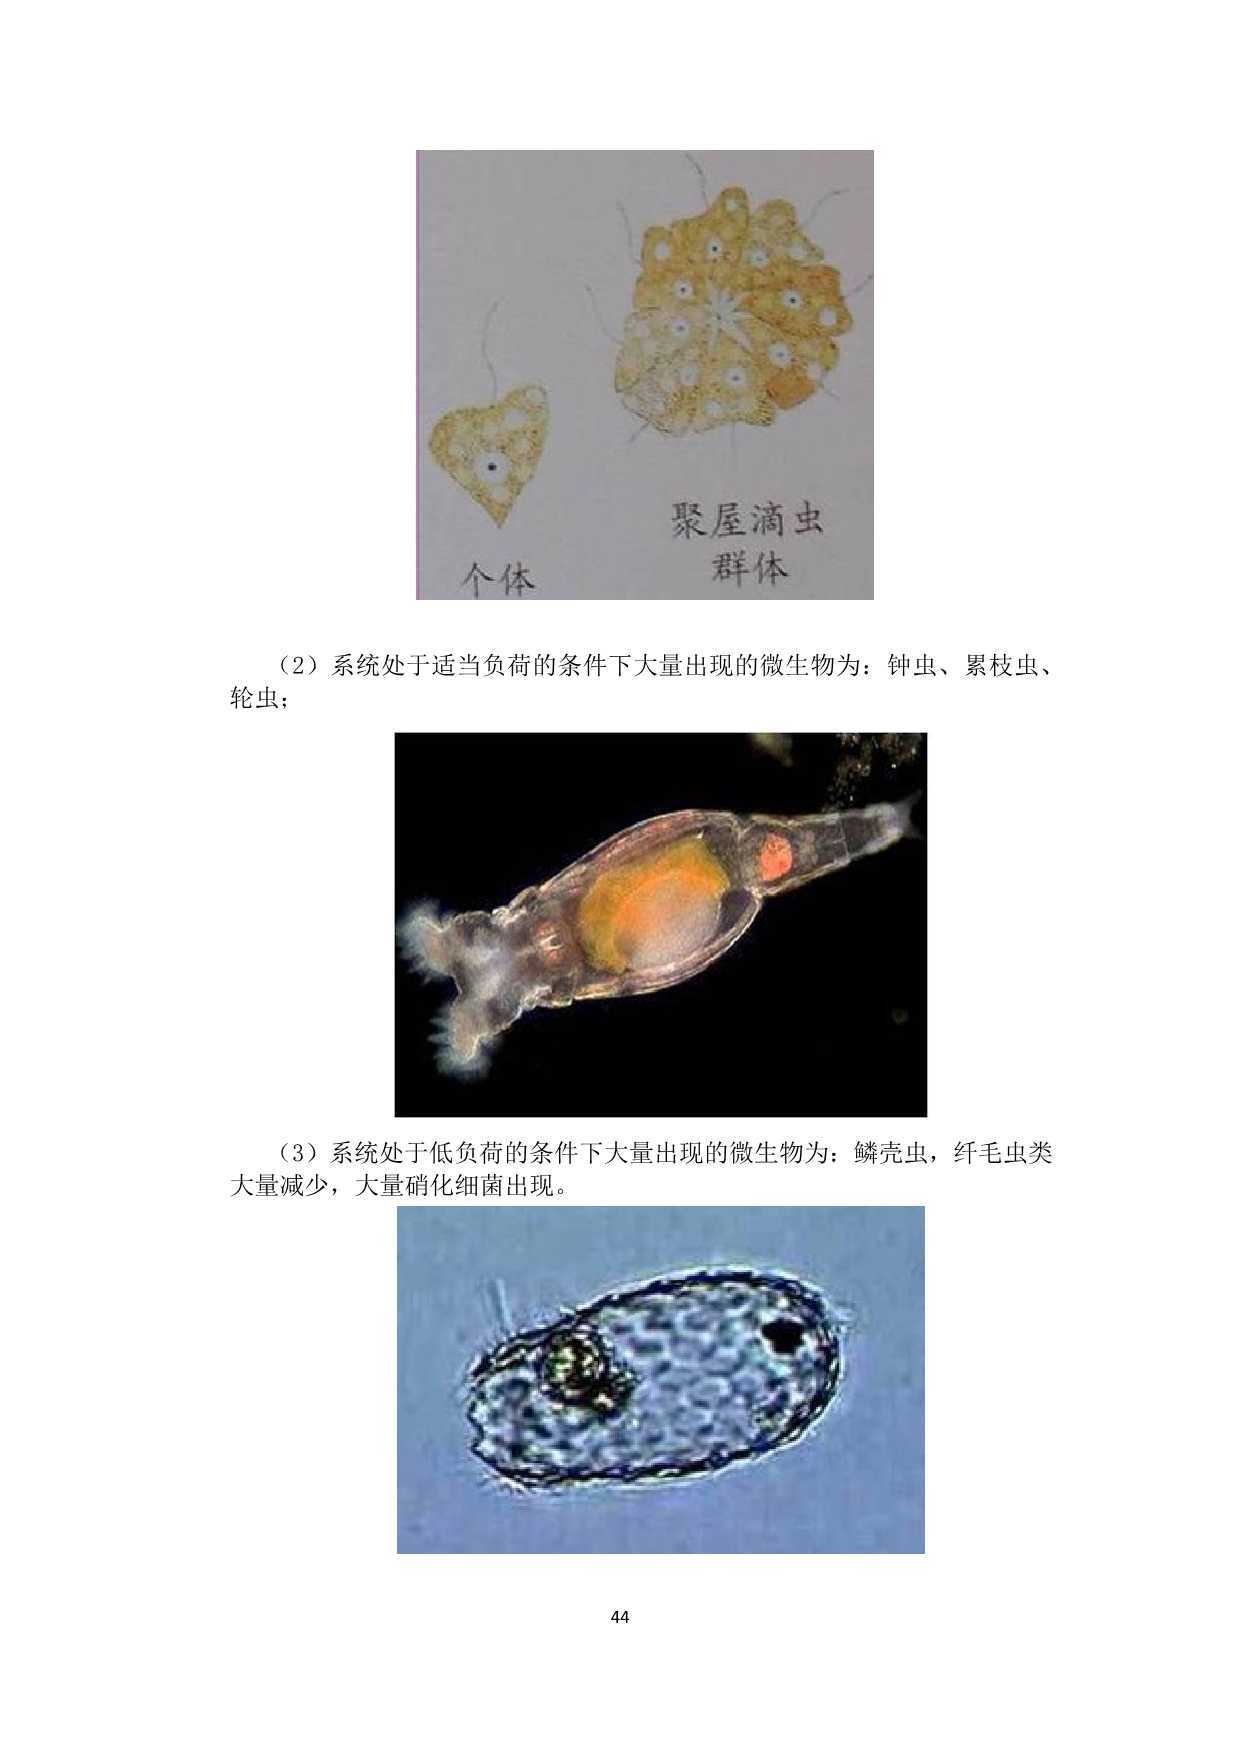 聚屋滴虫
群体
个体
（2）系统处于适当负荷的条件下大量出现的微生物为：钟虫、累枝虫、
轮虫；
（3）系统处于低负荷的条件下大量出现的微生物为：鳞壳虫，纤毛虫类
大量减少，大量硝化细菌出现。
44